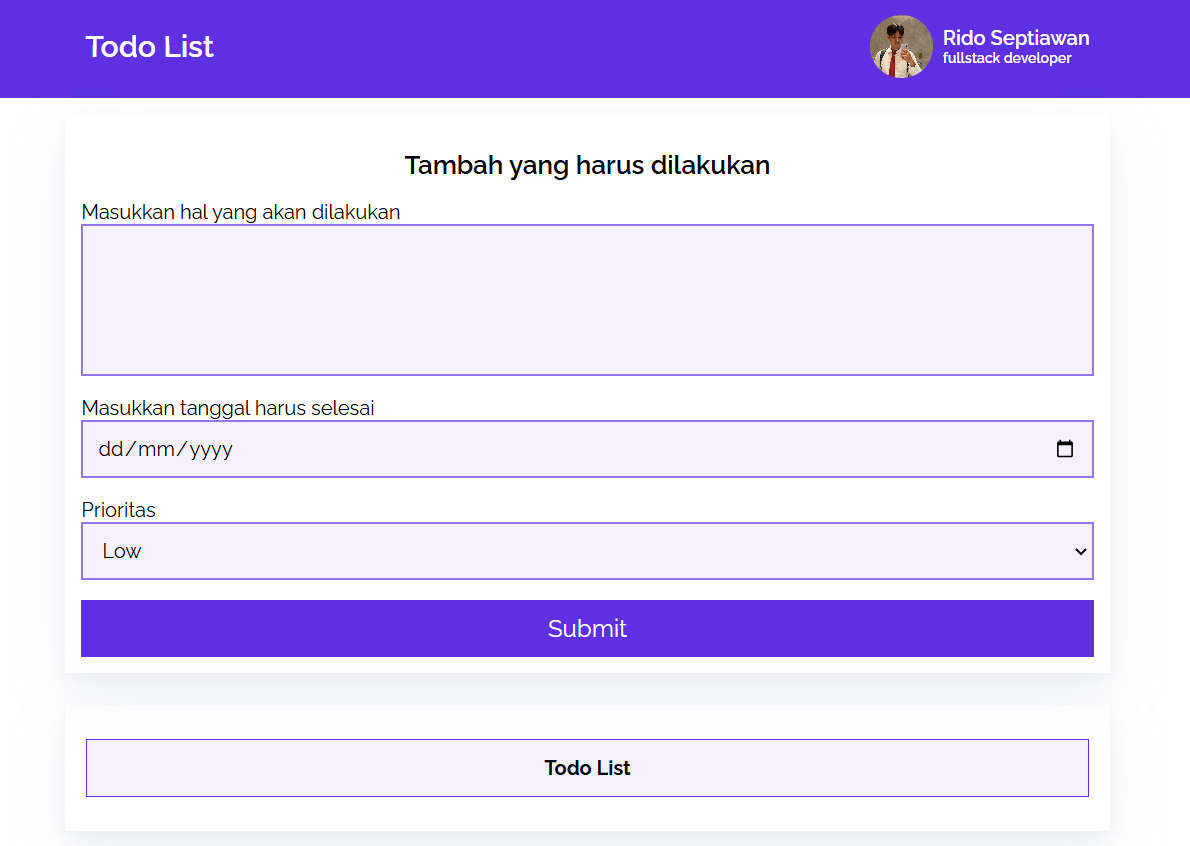 Todo List
Rido Septiawan
fullstack developer
Tambah yang harus dilakukan
Masukkan hal yang akan dilakukan
Masukkan tanggal harus selesai
dd/mm/yyyy
Prioritas
Low
Submit
Todo List